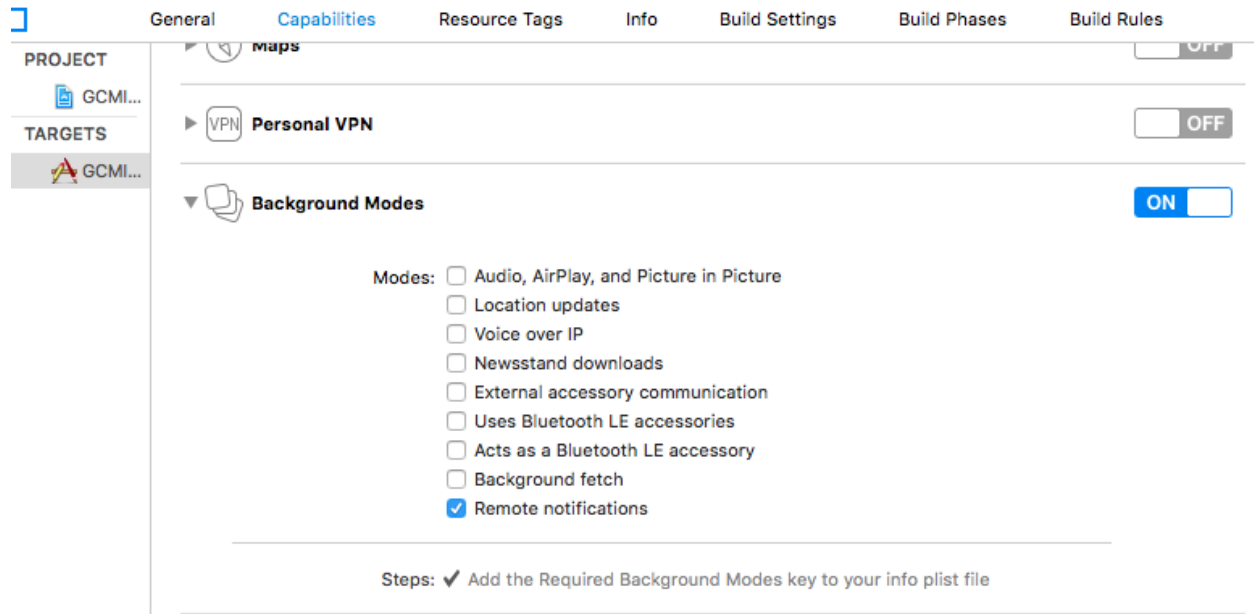 General Capabilities Resource Tags Info Build Settings Build Phases Build Rules
PROJECT
GCMI...
TARGETS
GCMI...
Maps OFF
VPN Personal VPN OFF
Background Modes ON
Modes: Audio, AirPlay, and Picture in Picture
Location updates
Voice over IP
Newsstand downloads
External accessory communication
Uses Bluetooth LE accessories
Acts as a Bluetooth LE accessory
Background fetch
Remote notifications
Steps: ✓ Add the Required Background Modes key to your info plist file